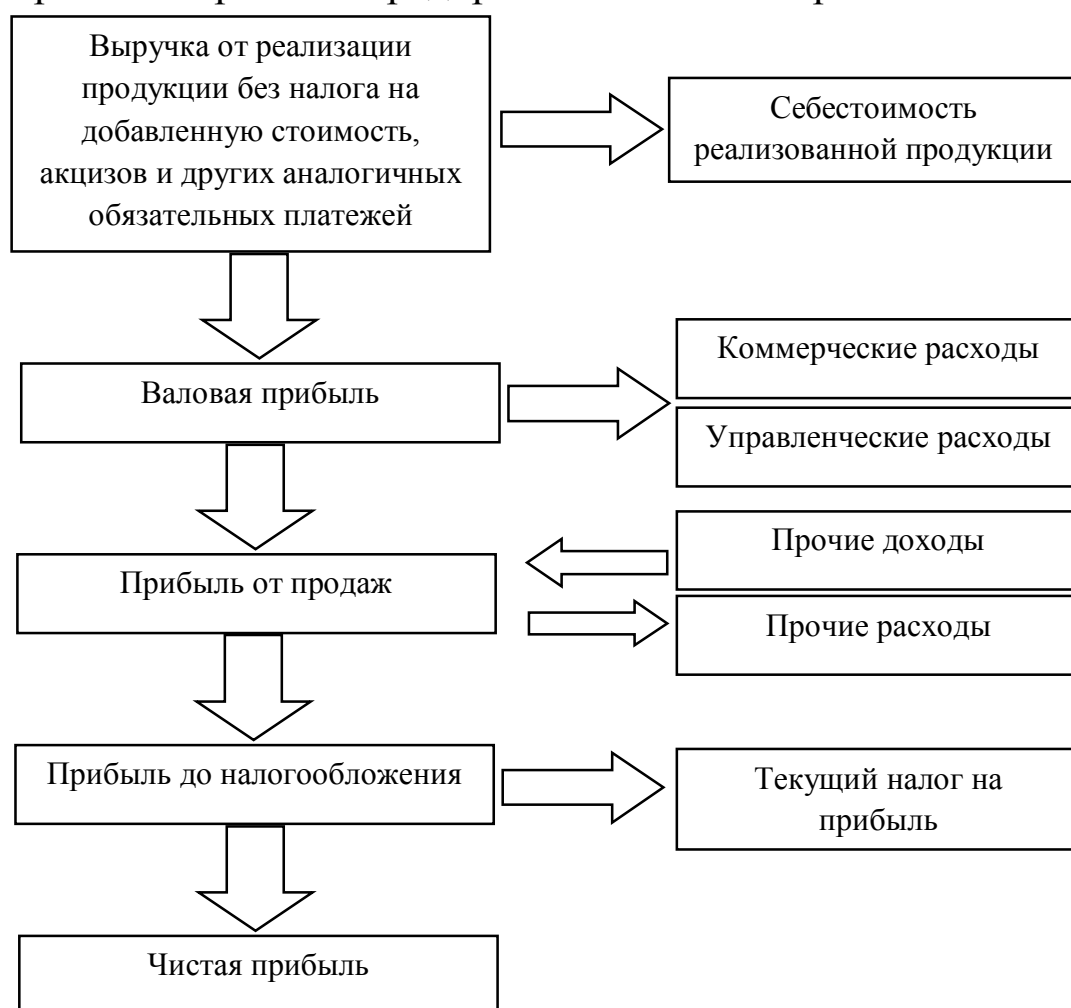 Выручка от реализации
продукции без налога на
добавленную стоимость,
акцизов и других аналогичных
обязательных платежей
Себестоимость
реализованной продукции
Валовая прибыль
Коммерческие расходы
Управленческие расходы
Прибыль от продаж
Прочие доходы
Прочие расходы
Прибыль до налогообложения
Текущий налог на
прибыль
Чистая прибыль